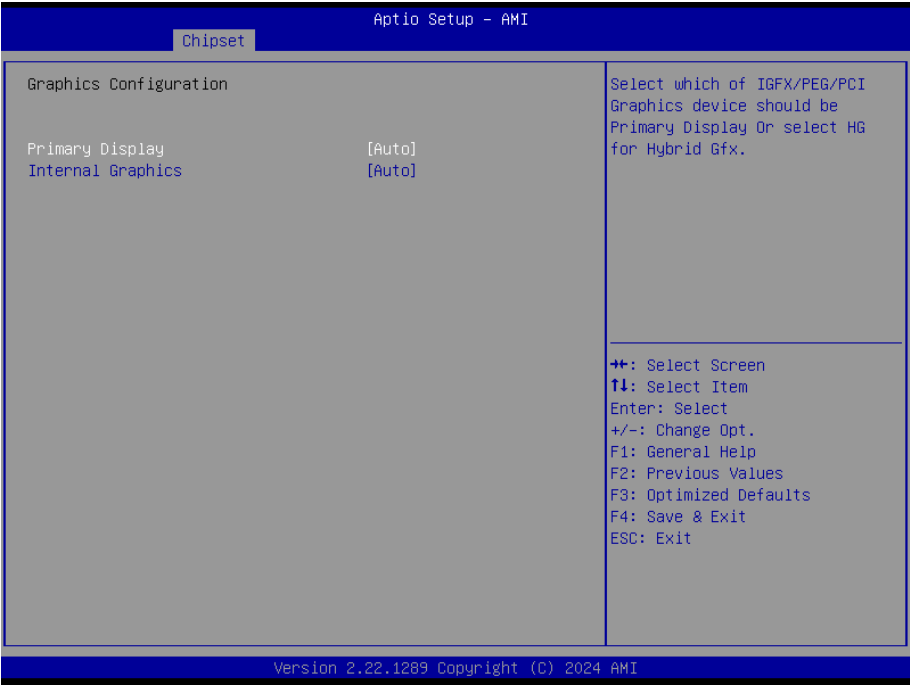 Aptio Setup – AMI
Chipset
Graphics Configuration
Primary Display [Auto]
Internal Graphics [Auto]
Select which of IGFX/PEG/PCI
Graphics device should be
Primary Display Or select HG
for Hybrid Gfx.
→←: Select Screen
↑↓: Select Item
Enter: Select
+/-: Change Opt.
F1: General Help
F2: Previous Values
F3: Optimized Defaults
F4: Save & Exit
ESC: Exit
Version 2.22.1289 Copyright (C) 2024 AMI